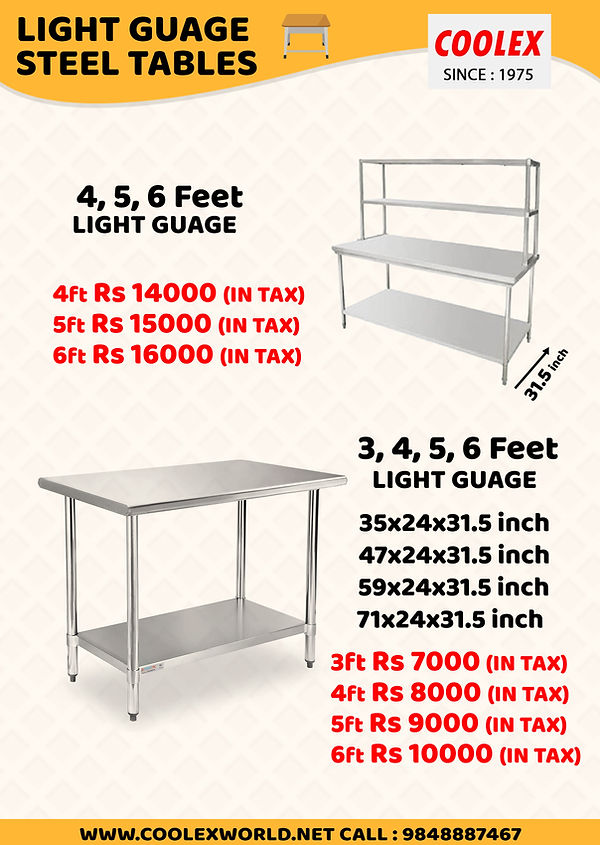 LIGHT GUAGE
STEEL TABLES
COOLEX
SINCE : 1975
4, 5, 6 Feet
LIGHT GUAGE
4ft Rs 14000 (IN TAX)
5ft Rs 15000 (IN TAX)
6ft Rs 16000 (IN TAX)
31.5 inch
3, 4, 5, 6 Feet
LIGHT GUAGE
35x24x31.5 inch
47x24x31.5 inch
59x24x31.5 inch
71x24x31.5 inch
3ft Rs 7000 (IN TAX)
4ft Rs 8000 (IN TAX)
5ft Rs 9000 (IN TAX)
6ft Rs 10000 (IN TAX)
WWW.COOLEXWORLD.NET CALL : 9848887467